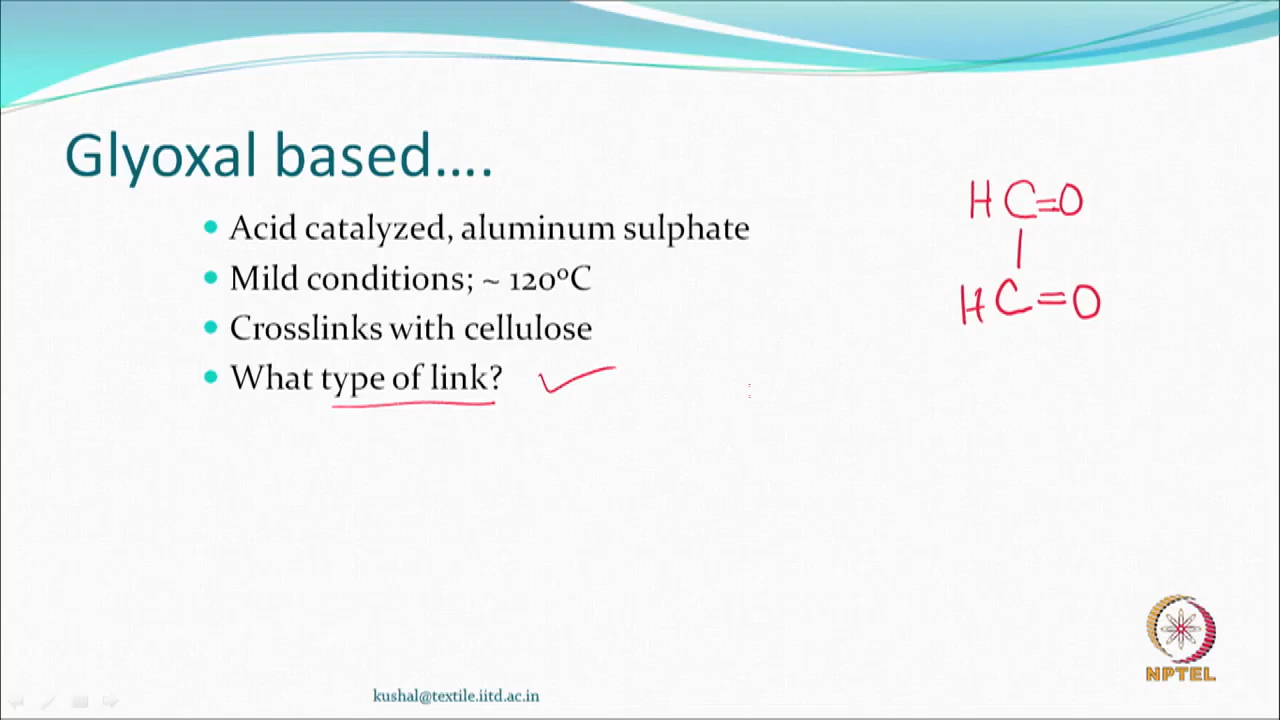 Glyoxal based....
Acid catalyzed, aluminum sulphate
Mild conditions; ~ 120⁰C
Crosslinks with cellulose
What type of link?
HC=O
|
HC=O
NPTEL
kushal@textile.iitd.ac.in